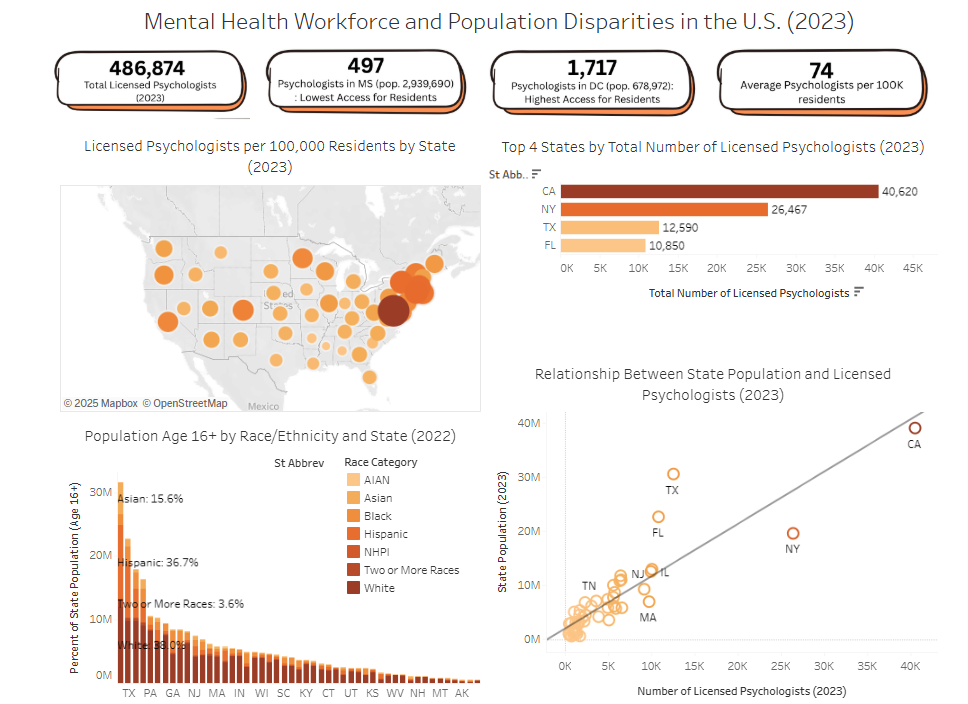 Mental Health Workforce and Population Disparities in the U.S. (2023)
486,874
Total Licensed Psychologists
(2023)
497
Psychologists in MS (pop. 2,939,690)
: Lowest Access for Residents
1,717
Psychologists in DC (pop. 678,972):
Highest Access for Residents
74
Average Psychologists per 100K
residents
Licensed Psychologists per 100,000 Residents by State
(2023)
© 2025 Mapbox © OpenStreetMap
Mexico
Top 4 States by Total Number of Licensed Psychologists (2023)
St Abb..
CA 40,620
NY 26,467
TX 12,590
FL 10,850
0K 5K 10K 15K 20K 25K 30K 35K 40K 45K
Total Number of Licensed Psychologists
Population Age 16+ by Race/Ethnicity and State (2022)
St Abbrev
Race Category
AIAN
Asian
Black
Hispanic
NHPI
Two or More Races
White
Percent of State Population (Age 16+)
30M
20M
10M
0M
Asian: 15.6%
Hispanic: 36.7%
Two or More Races: 3.6%
White: 38.0%
TX PA GA NJ MA IN WI SC KY CT UT KS WV NH MT AK
Relationship Between State Population and Licensed
Psychologists (2023)
State Population (2023)
40M
30M
20M
10M
0M
CA
TX
FL
NY
NJ
IL
TN
MA
0K 5K 10K 15K 20K 25K 30K 35K 40K
Number of Licensed Psychologists (2023)